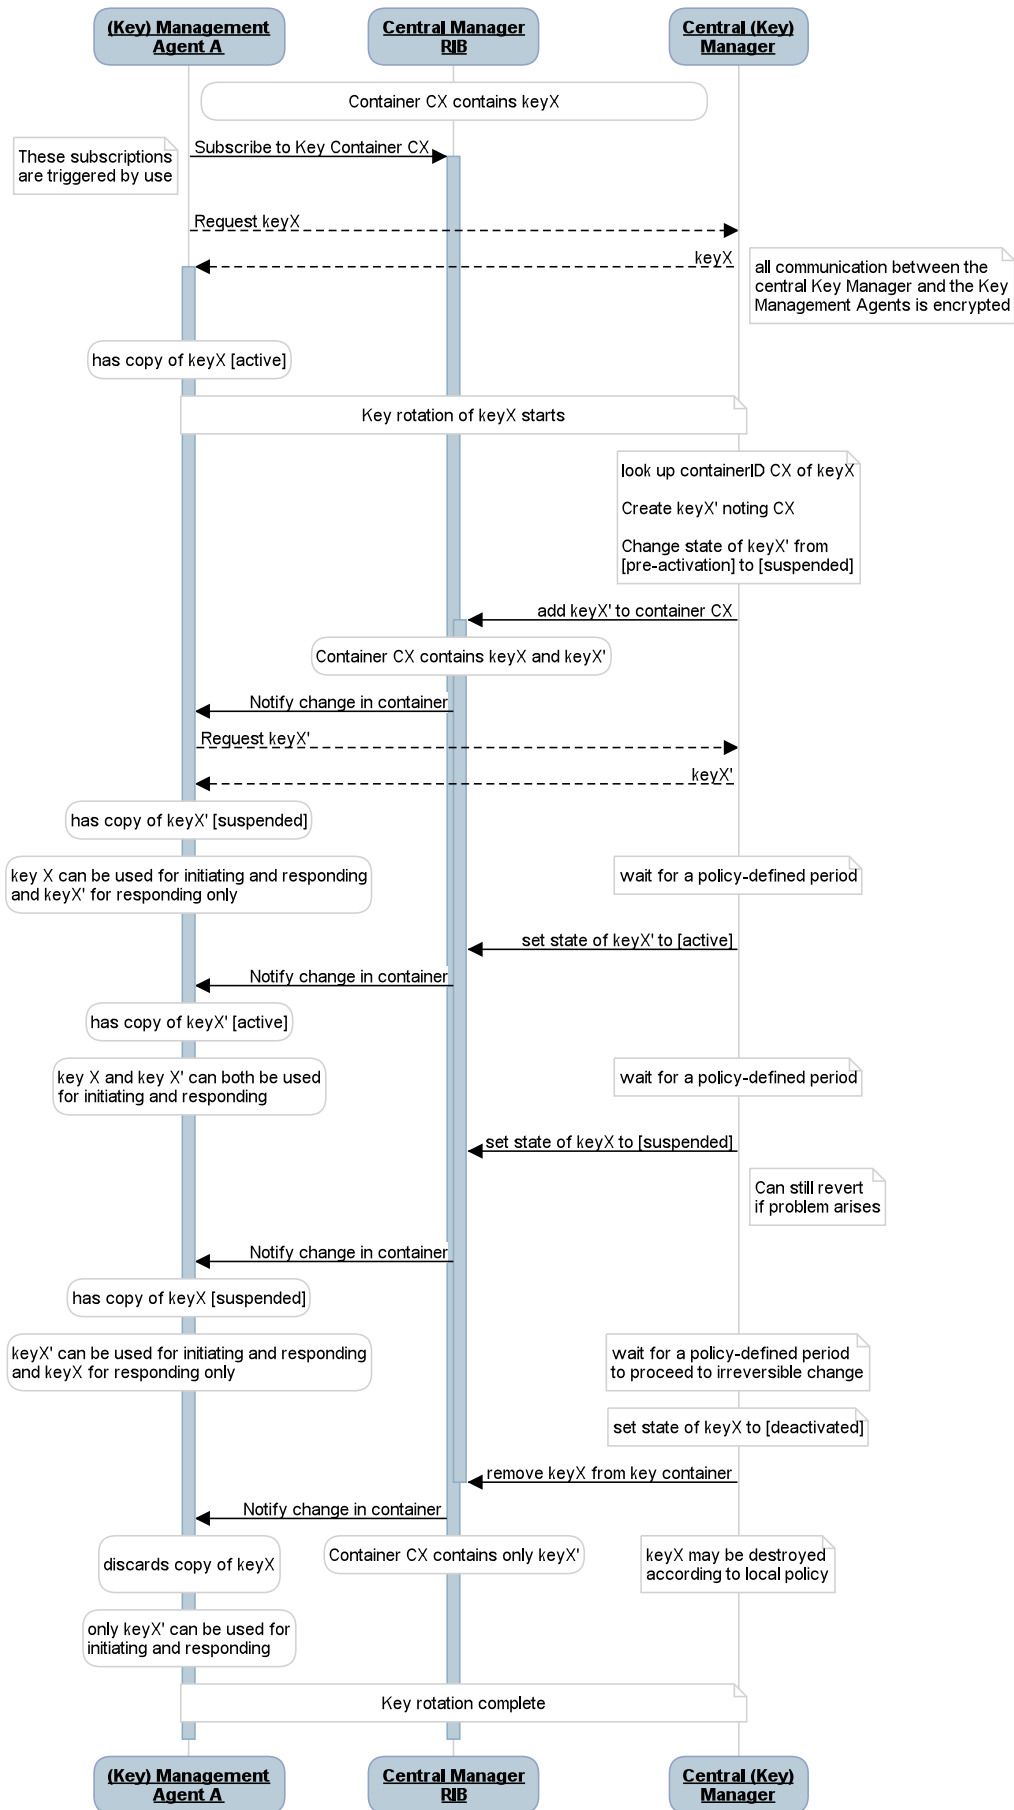 (Key) Management
Agent A
Central Manager
RIB
Central (Key)
Manager
Container CX contains keyX
These subscriptions
are triggered by use
Subscribe to Key Container CX
Request keyX
keyX
all communication between the
central Key Manager and the Key
Management Agents is encrypted
has copy of keyX [active]
Key rotation of keyX starts
look up containerID CX of keyX
Create keyX' noting CX
Change state of keyX' from
[pre-activation] to [suspended]
add keyX' to container CX
Container CX contains keyX and keyX'
Notify change in container
Request keyX'
keyX'
has copy of keyX' [suspended]
key X can be used for initiating and responding
and keyX' for responding only
wait for a policy-defined period
set state of keyX' to [active]
Notify change in container
has copy of keyX' [active]
key X and key X' can both be used
for initiating and responding
wait for a policy-defined period
set state of keyX to [suspended]
Can still revert
if problem arises
Notify change in container
has copy of keyX [suspended]
keyX' can be used for initiating and responding
and keyX for responding only
wait for a policy-defined period
to proceed to irreversible change
set state of keyX to [deactivated]
remove keyX from key container
Notify change in container
discards copy of keyX
Container CX contains only keyX'
keyX may be destroyed
according to local policy
only keyX' can be used for
initiating and responding
Key rotation complete
(Key) Management
Agent A
Central Manager
RIB
Central (Key)
Manager